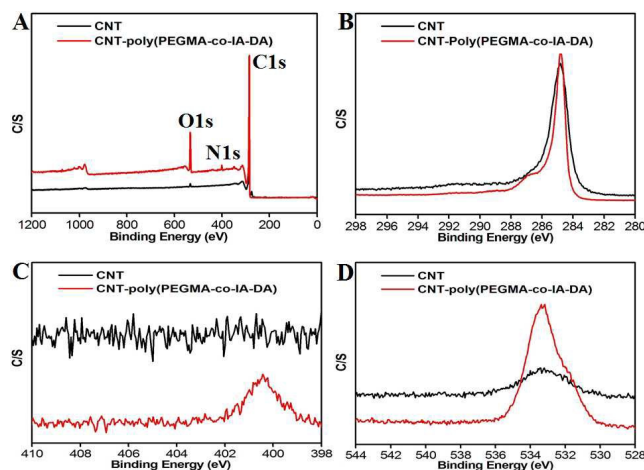 A
CNT
CNT-poly(PEGMA-co-IA-DA)
C1s
O1s
N1s
C/S
1200 1000 800 600 400 200 0
Binding Energy (eV)
B
CNT
CNT-Poly(PEGMA-co-IA-DA)
C/S
298 296 294 292 290 288 286 284 282 280
Binding Energy (eV)
C
CNT
CNT-poly(PEGMA-co-IA-DA)
C/S
410 408 406 404 402 400 398
Binding Energy (eV)
D
CNT
CNT-poly(PEGMA-co-IA-DA)
C/S
544 542 540 538 536 534 532 530 528 526
Binding Energy (eV)